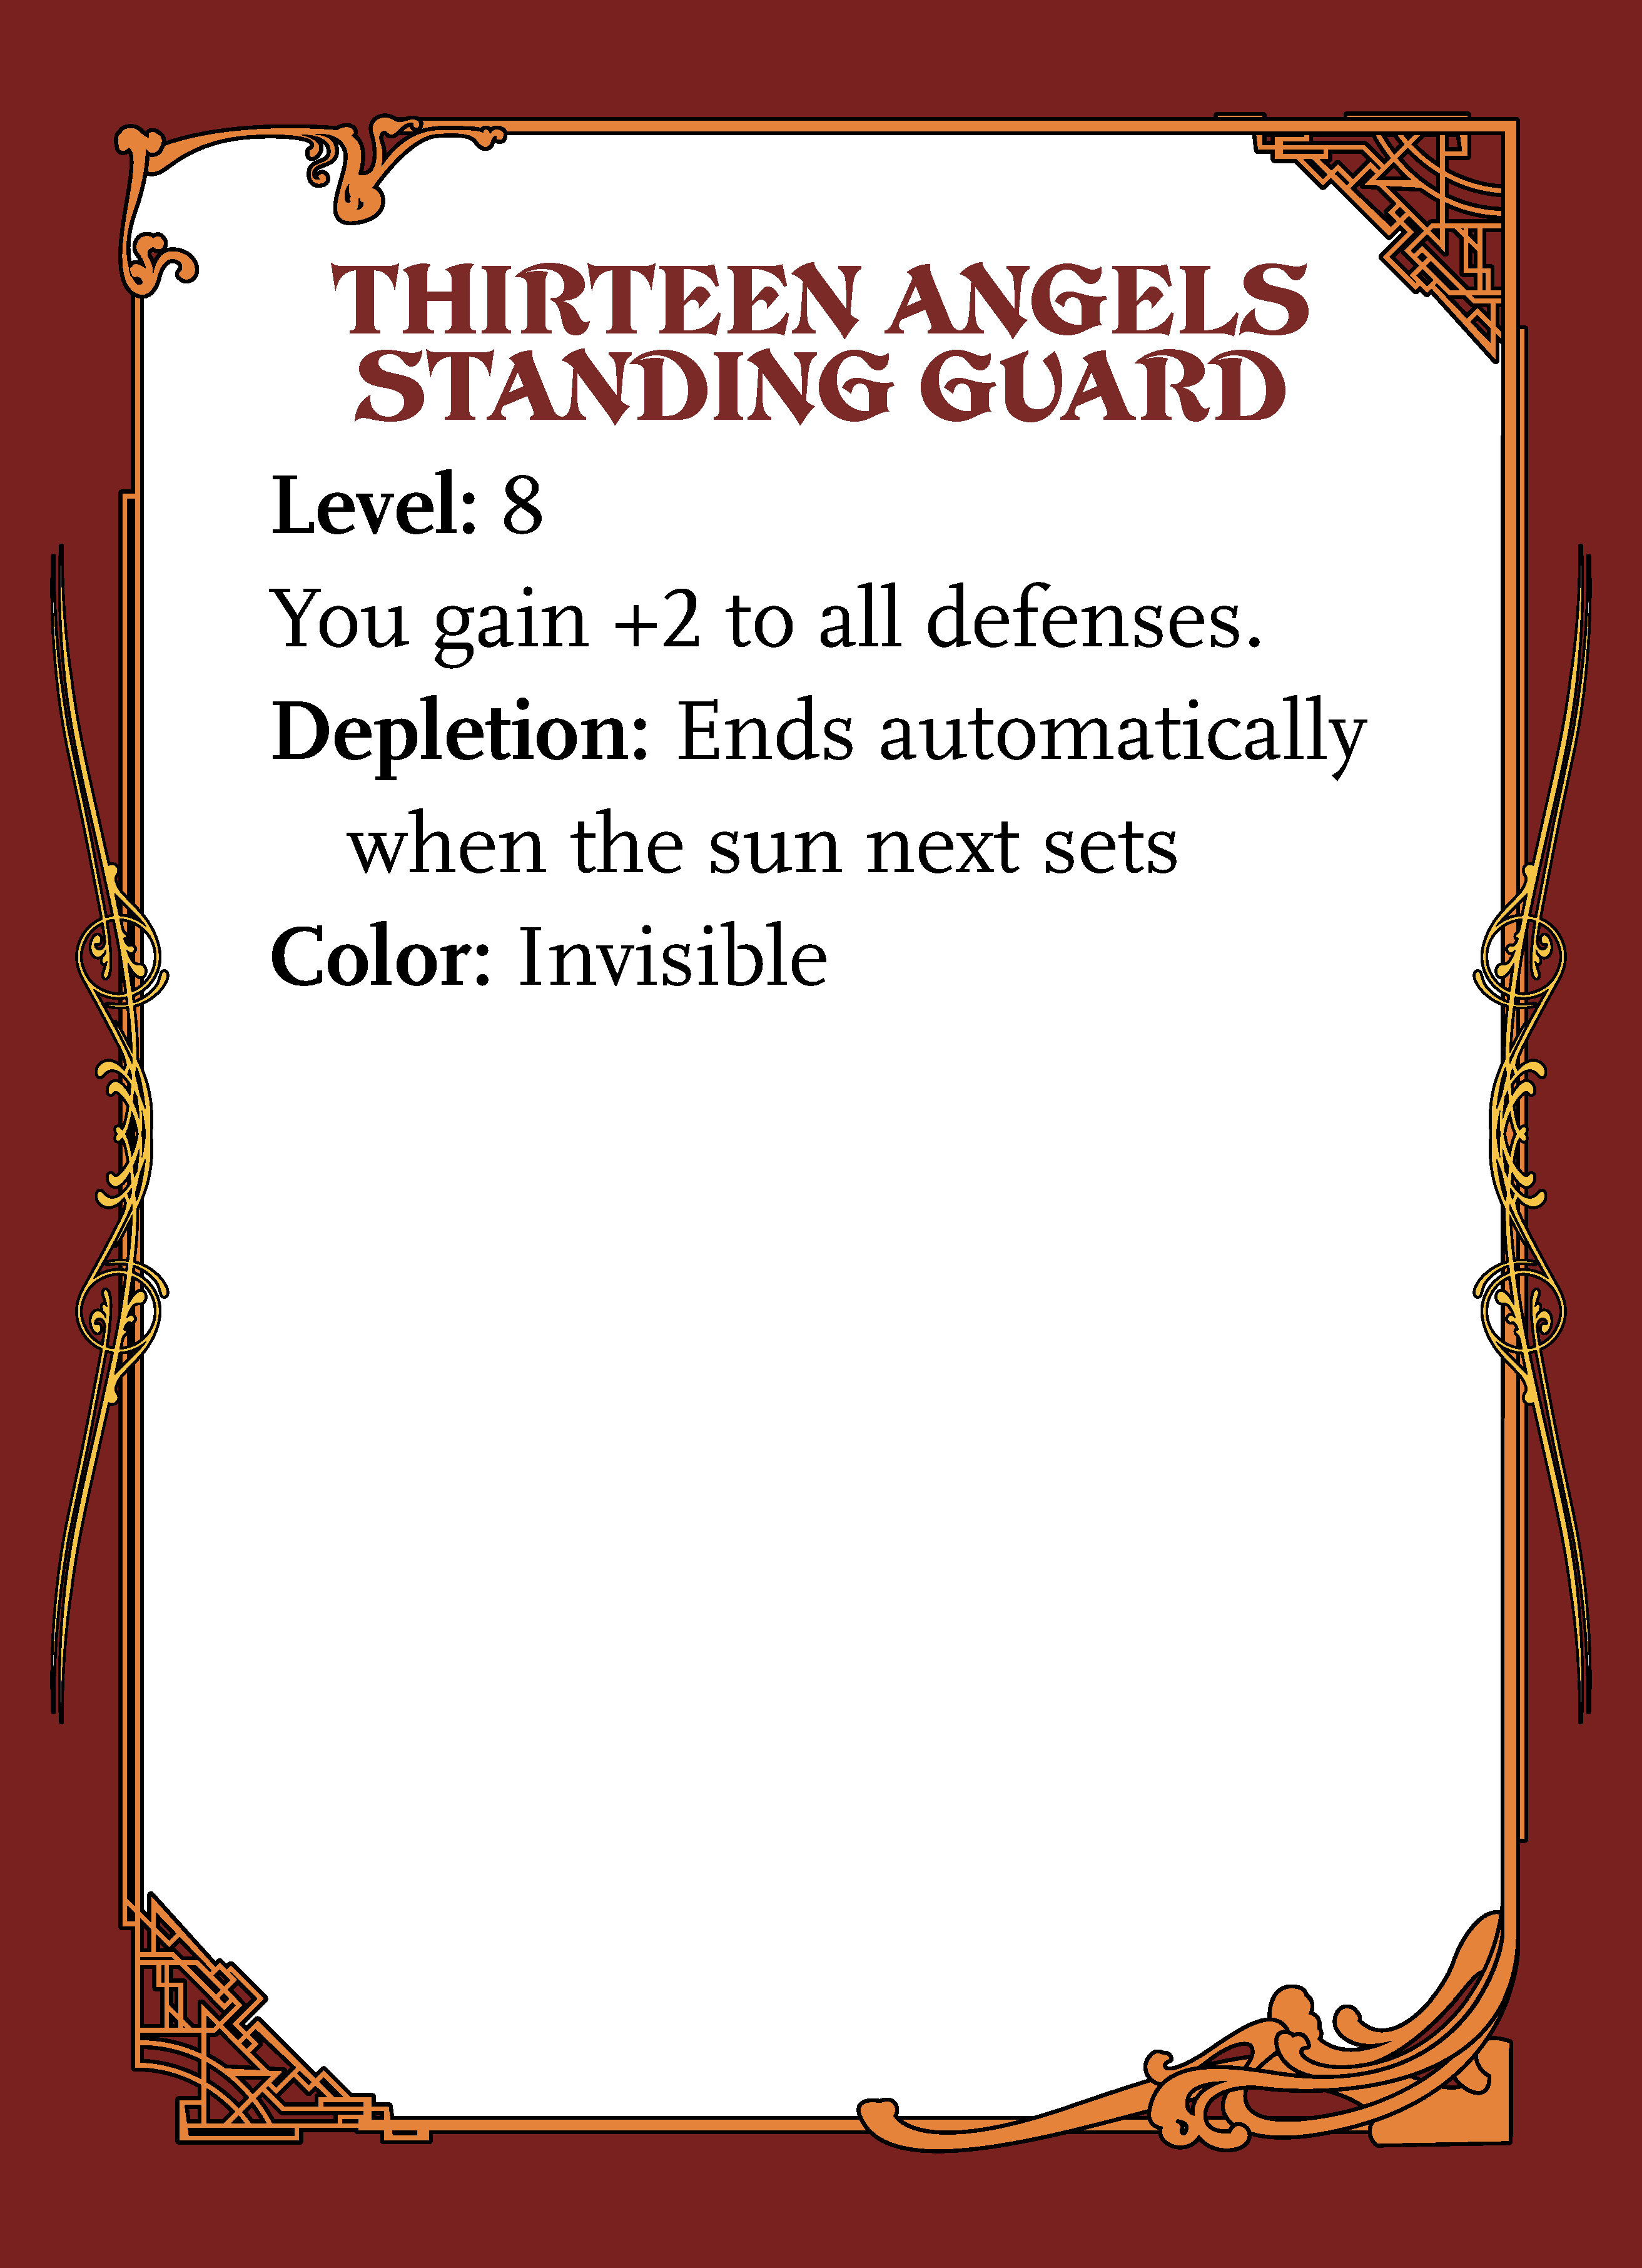 THIRTEEN ANGELS
STANDING GUARD
Level: 8
You gain +2 to all defenses.
Depletion: Ends automatically
when the sun next sets
Color: Invisible